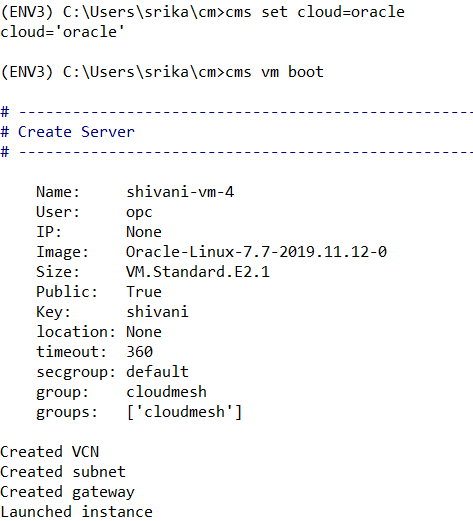 (ENV3) C:\Users\srika\cm>cms set cloud=oracle
cloud='oracle'
(ENV3) C:\Users\srika\cm>cms vm boot
# -------------------------------------------------
# Create Server
# -------------------------------------------------
Name: shivani-vm-4
User: opc
IP: None
Image: Oracle-Linux-7.7-2019.11.12-0
Size: VM.Standard.E2.1
Public: True
Key: shivani
location: None
timeout: 360
secgroup: default
group: cloudmesh
groups: ['cloudmesh']
Created VCN
Created subnet
Created gateway
Launched instance